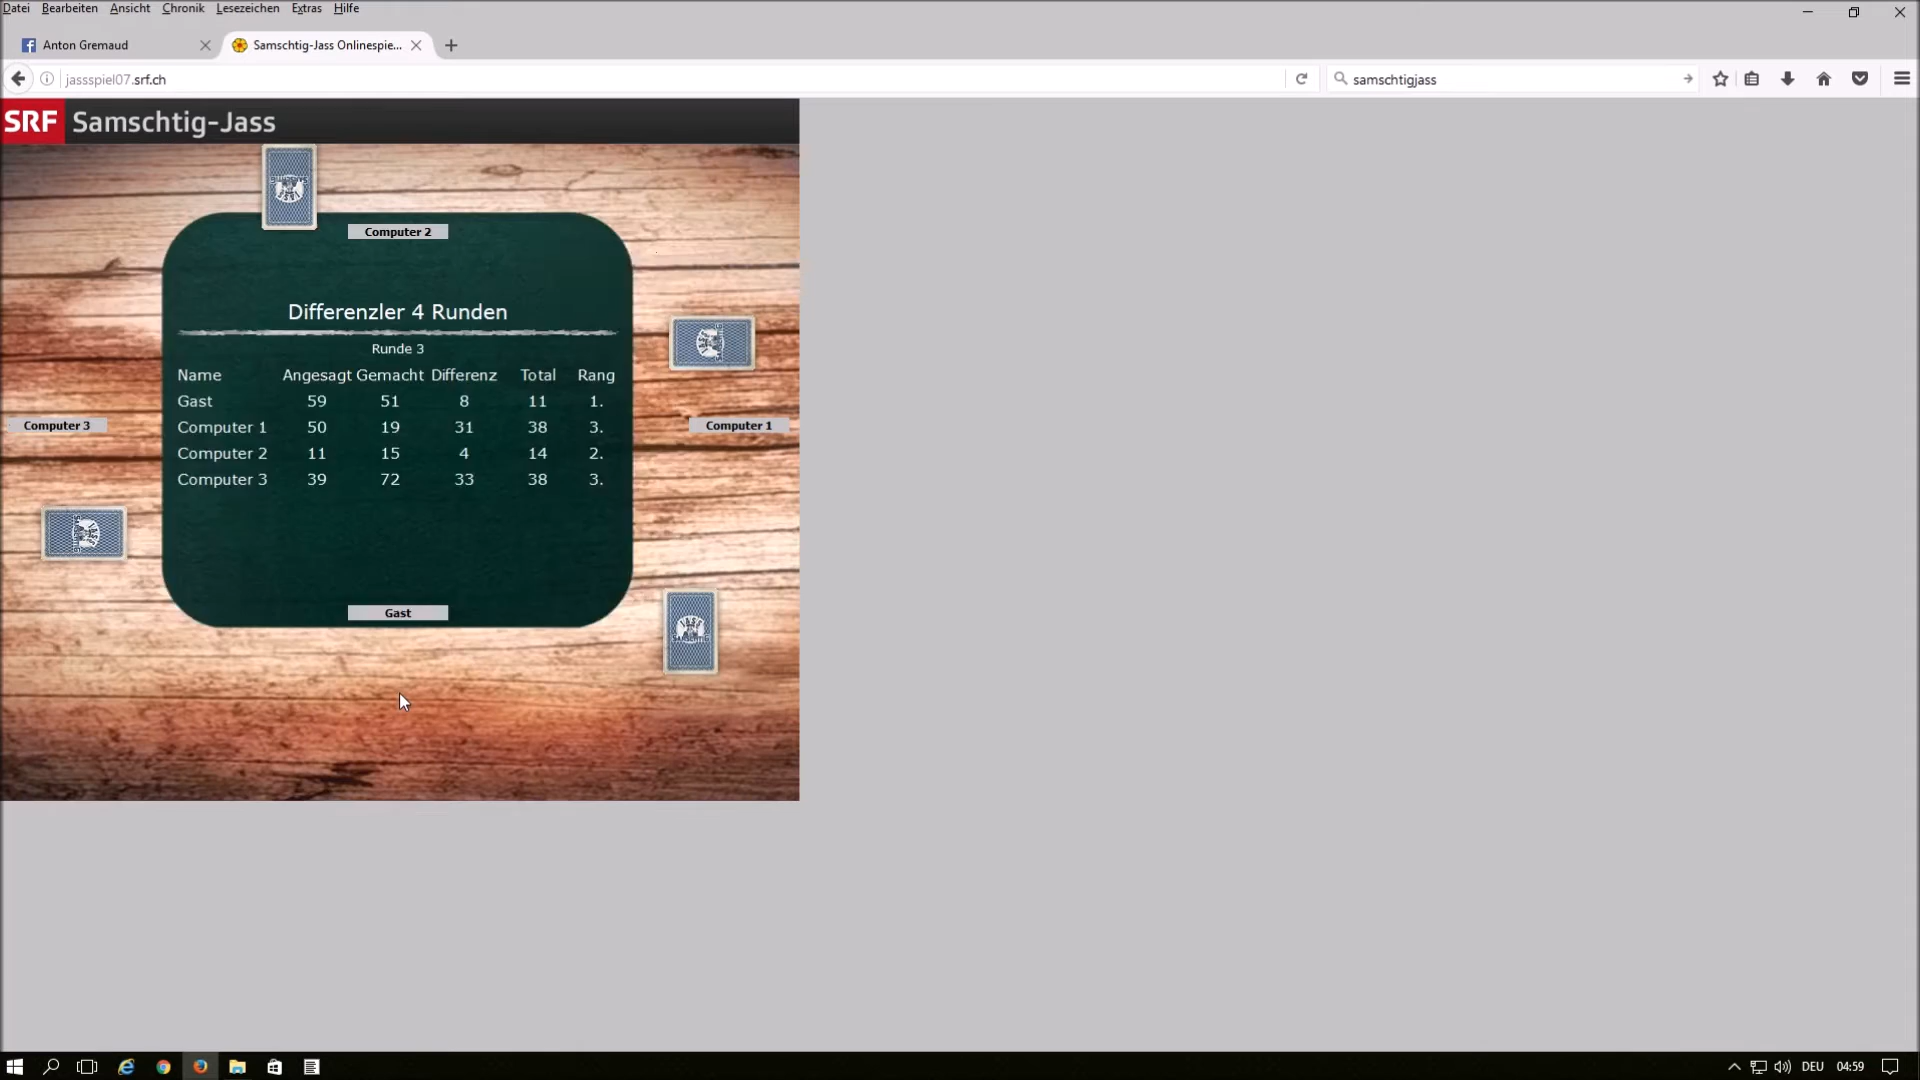 Datei Bearbeiten Ansicht Chronik Lesezeichen Extras Hilfe
Anton Gremaud
Samschtig-Jass Onlinespie...
jassspiel07.srf.ch
samschtigjass
SRF Samschtig-Jass
Computer 2
Differenzler 4 Runden
Runde 3
Name Angesagt Gemacht Differenz Total Rang
Gast 59 51 8 11 1.
Computer 1 50 19 31 38 3.
Computer 2 11 15 4 14 2.
Computer 3 39 72 33 38 3.
Computer 3
Computer 1
Gast
DEU 04:59